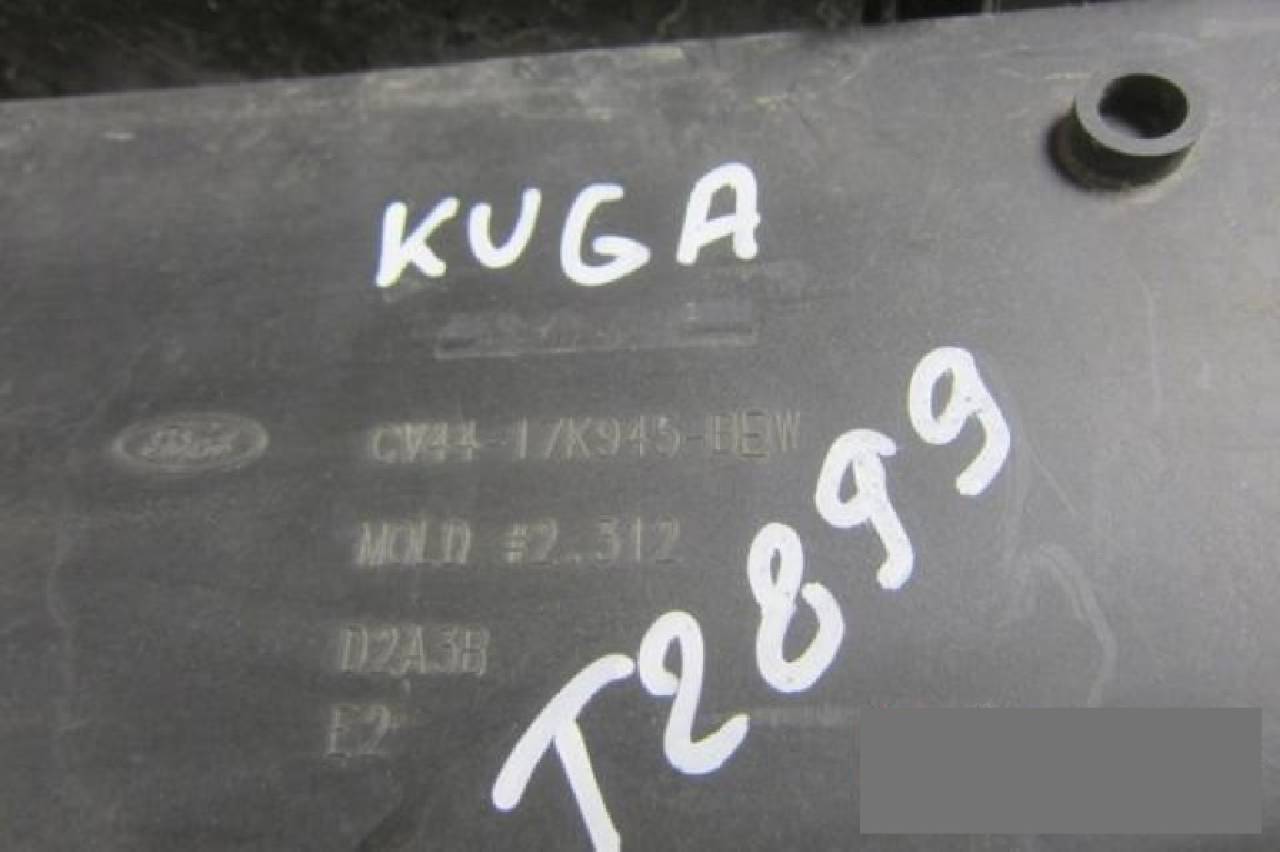 KUGA
Ford
CV44-17K945-BEW
MOLD #2..312
D2A3B
E2
T2899